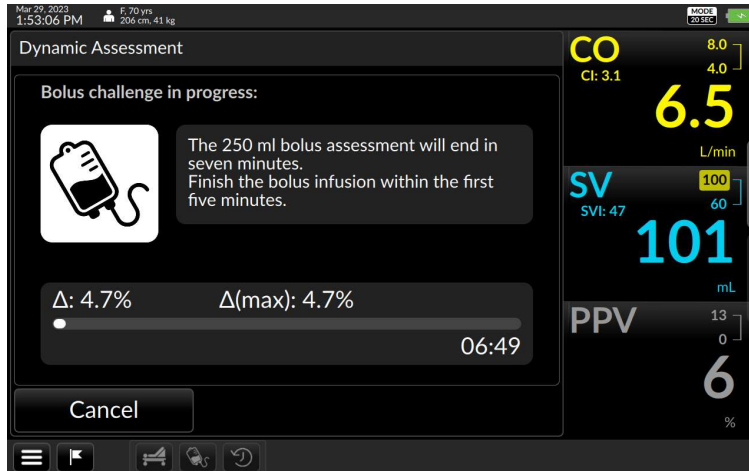 Mar 29, 2023
1:53:06 PM
F, 70 yrs
206 cm, 41 kg
MODE
20 SEC
Dynamic Assessment
Bolus challenge in progress:
The 250 ml bolus assessment will end in
seven minutes.
Finish the bolus infusion within the first
five minutes.
Δ: 4.7% Δ(max): 4.7%
06:49
Cancel
CO
CI: 3.1
8.0
4.0
6.5
L/min
SV
SVI: 47
100
60
101
mL
PPV
13
0
6
%